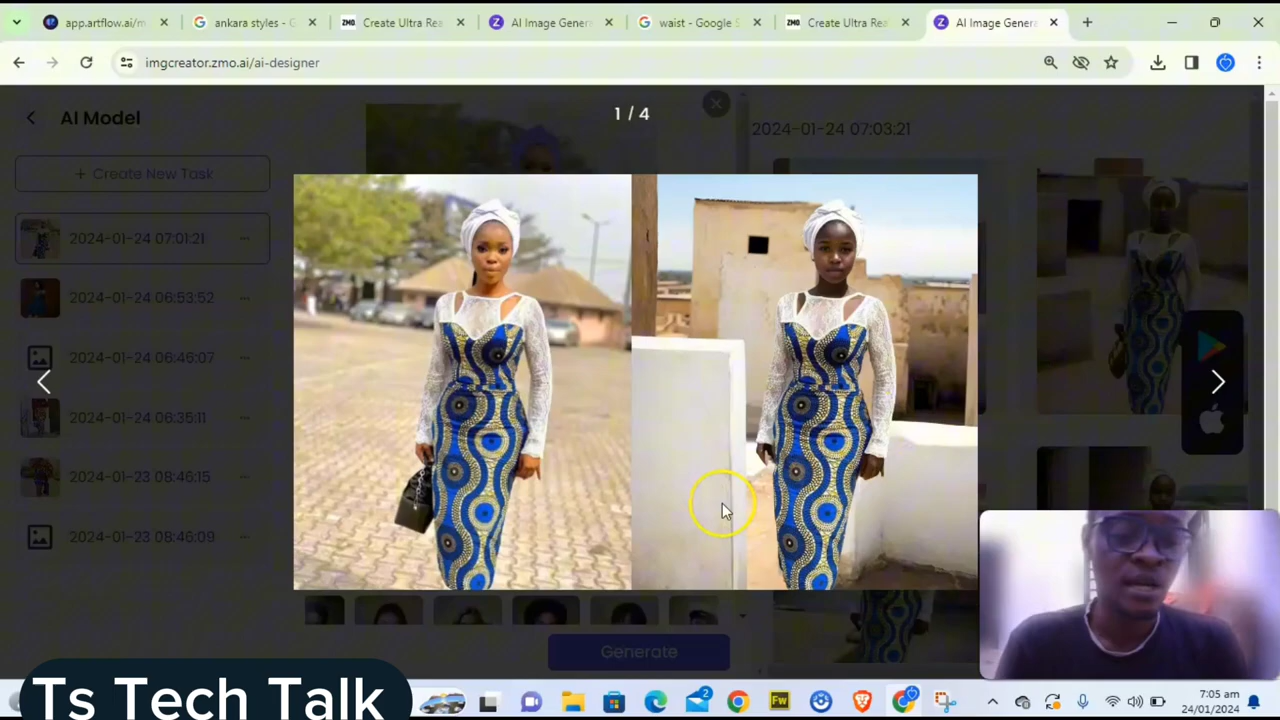 app.artflow.ai/m
ankara styles - G
ZMO Create Ultra Rea
AI Image Gener
waist - Google S
ZMO Create Ultra Rea
AI Image Genera
imgcreator.zmo.ai/ai-designer
AI Model
1 / 4
2024-01-24 07:03:21
+ Create New Task
2024-01-24 07:01:21
2024-01-24 06:53:52
2024-01-24 06:46:07
2024-01-24 06:35:11
2024-01-23 08:46:15
2024-01-23 08:46:09
Generate
Ts Tech Talk
2
Fw
7:05 am
24/01/2024